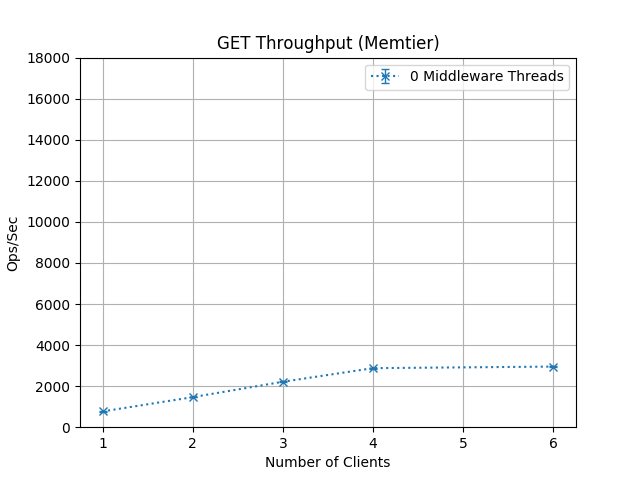 GET Throughput (Memtier)
0 Middleware Threads
Ops/Sec
18000
16000
14000
12000
10000
8000
6000
4000
2000
0
1 2 3 4 5 6
Number of Clients